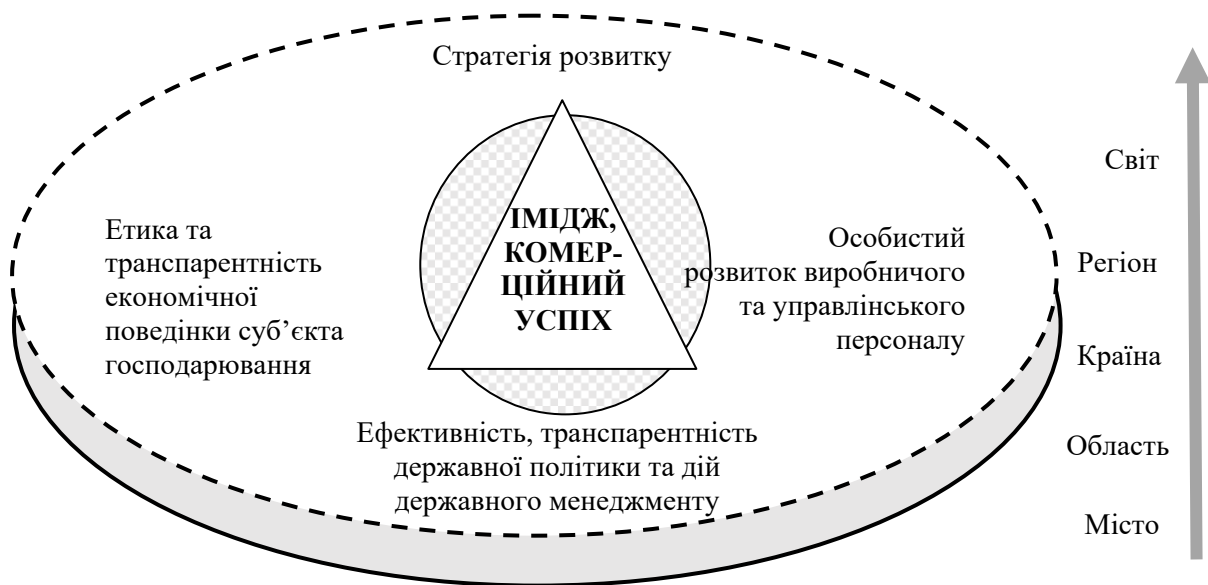 Стратегія розвитку
Етика та
транспарентність
економічної
поведінки суб’єкта
господарювання
ІМІДЖ,
КОМЕР-
ЦІЙНИЙ
УСПІХ
Особистий
розвиток виробничого
та управлінського
персоналу
Ефективність, транспарентність
державної політики та дій
державного менеджменту
Світ
Регіон
Країна
Область
Місто